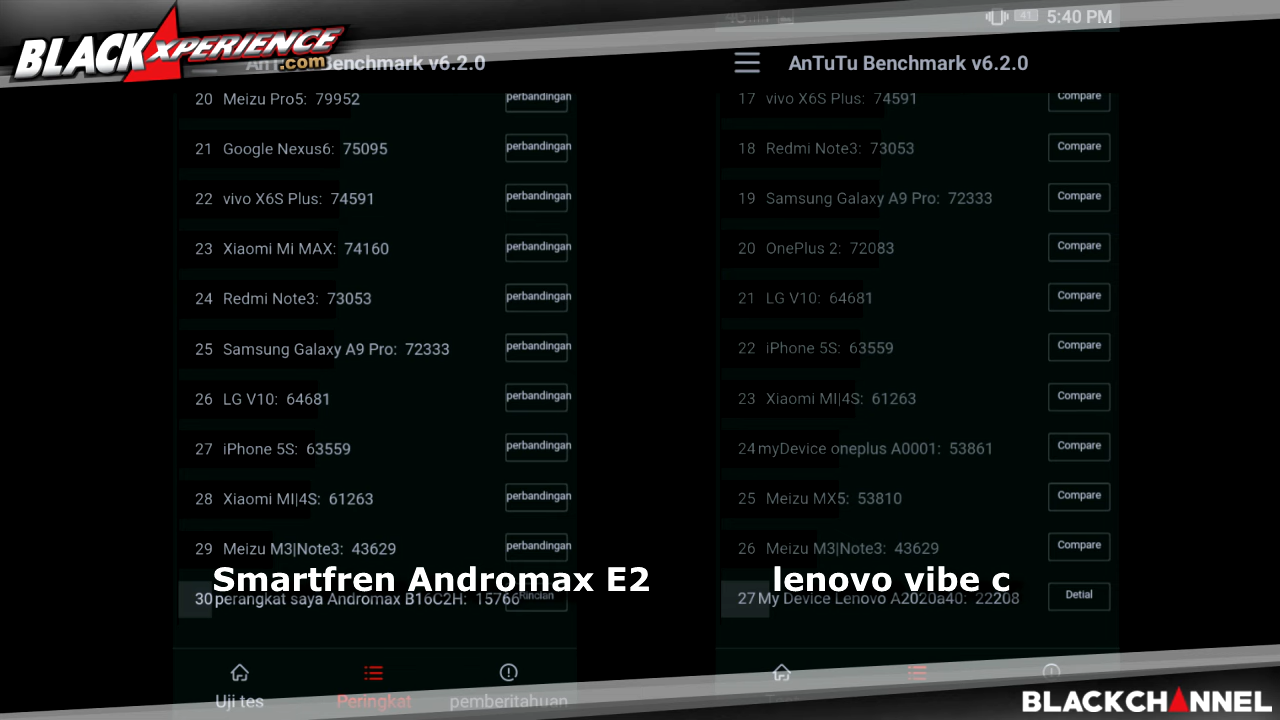 BLACKXPERIENCE
.com
5:40 PM
41
Benchmark v6.2.0
20 Meizu Pro5: 79952 perbandingan
21 Google Nexus6: 75095 perbandingan
22 vivo X6S Plus: 74591 perbandingan
23 Xiaomi Mi MAX: 74160 perbandingan
24 Redmi Note3: 73053 perbandingan
25 Samsung Galaxy A9 Pro: 72333 perbandingan
26 LG V10: 64681 perbandingan
27 iPhone 5S: 63559 perbandingan
28 Xiaomi MI|4S: 61263 perbandingan
29 Meizu M3|Note3: 43629 perbandingan
Smartfren Andromax E2
30 perangkat saya Andromax B16C2H: 15766 Rincian
Uji tes Peringkat pemberitahuan
AnTuTu Benchmark v6.2.0
17 vivo X6S Plus: 74591 Compare
18 Redmi Note3: 73053 Compare
19 Samsung Galaxy A9 Pro: 72333 Compare
20 OnePlus 2: 72083 Compare
21 LG V10: 64681 Compare
22 iPhone 5S: 63559 Compare
23 Xiaomi MI|4S: 61263 Compare
24 myDevice oneplus A0001: 53861 Compare
25 Meizu MX5: 53810 Compare
26 Meizu M3|Note3: 43629 Compare
lenovo vibe c
27 My Device Lenovo A2020a40: 22208 Detial
BLACKCHANNEL